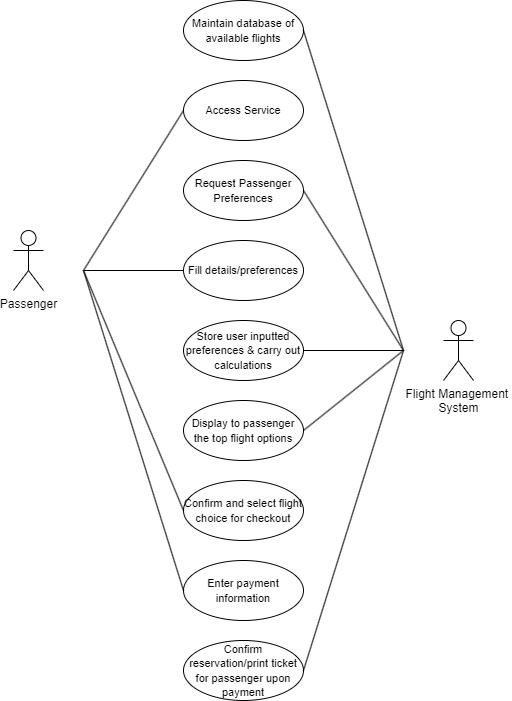 Maintain database of
available flights
Access Service
Request Passenger
Preferences
Fill details/preferences
Passenger
Store user inputted
preferences & carry out
calculations
Flight Management
System
Display to passenger
the top flight options
Confirm and select flight
choice for checkout
Enter payment
information
Confirm
reservation/print ticket
for passenger upon
payment